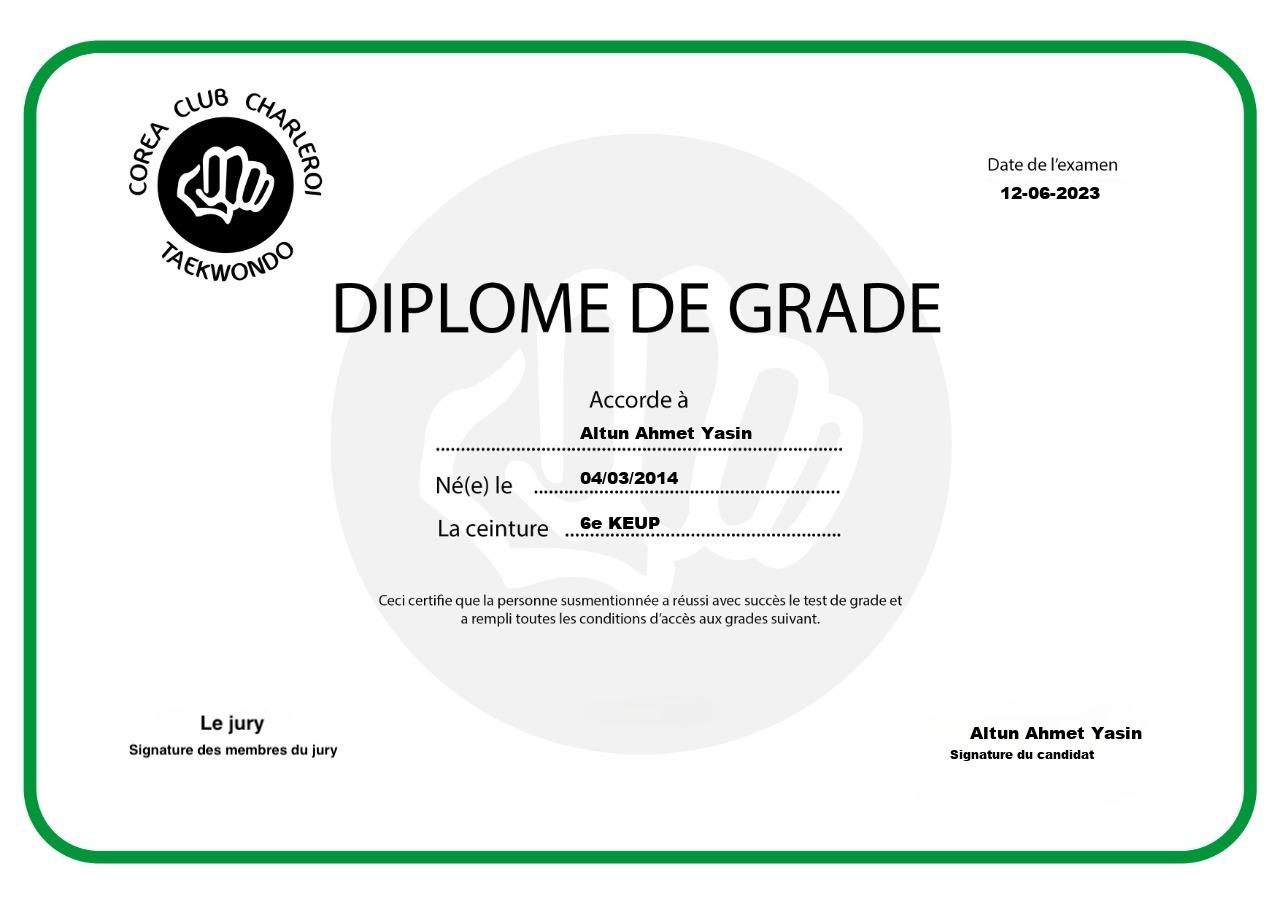 COREA CLUB CHARLEROI
TAEKWONDO
Date de l'examen
12-06-2023
DIPLOME DE GRADE
Accorde à
Altun Ahmet Yasin
Né(e) le 04/03/2014
La ceinture 6e KEUP
Ceci certifie que la personne susmentionnée a réussi avec succès le test de grade et
a rempli toutes les conditions d'accès aux grades suivant.
Le jury
Signature des membres du jury
Altun Ahmet Yasin
Signature du candidat